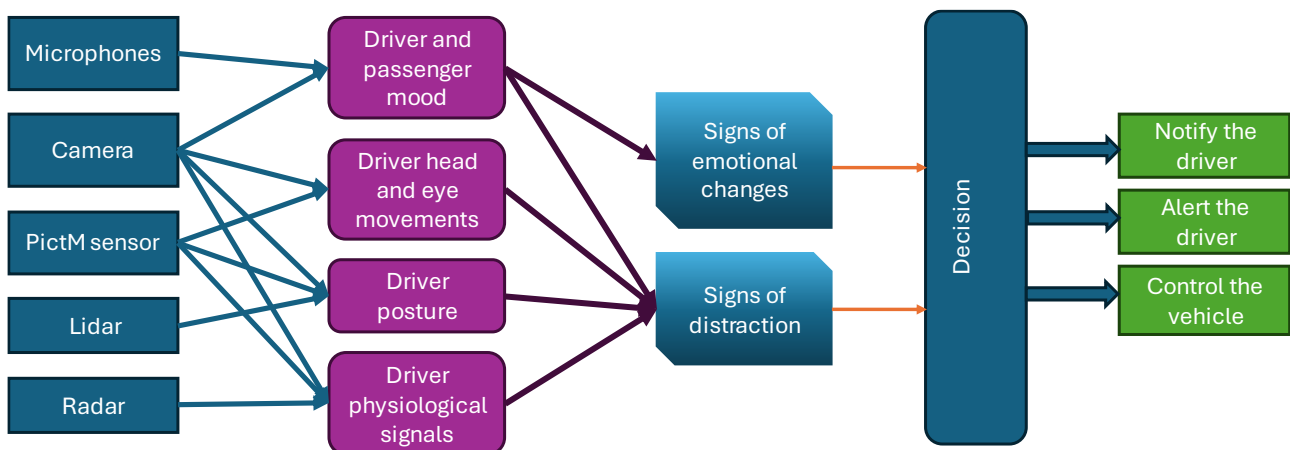 Microphones
Camera
PictM sensor
Lidar
Radar
Driver and
passenger
mood
Driver head
and eye
movements
Driver
posture
Driver
physiological
signals
Signs of
emotional
changes
Signs of
distraction
Decision
Notify the
driver
Alert the
driver
Control the
vehicle